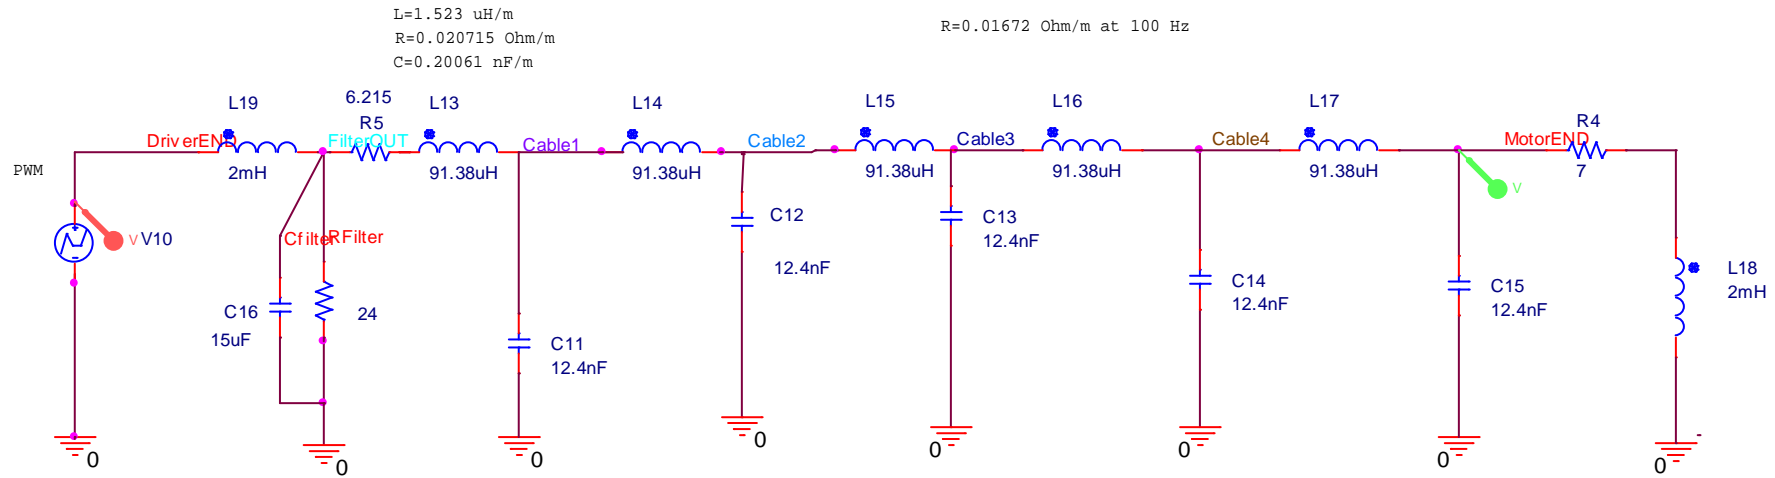 L=1.523 uH/m
R=0.020715 Ohm/m
C=0.20061 nF/m
R=0.01672 Ohm/m at 100 Hz
PWM
DriverEND
L19
2mH
FilterOUT
6.215
R5
L13
91.38uH
Cable1
L14
91.38uH
Cable2
L15
91.38uH
Cable3
L16
91.38uH
Cable4
L17
91.38uH
MotorEND
R4
7
V
V
V10
Cfilter
RFilter
C16
15uF
24
C11
12.4nF
C12
12.4nF
C13
12.4nF
C14
12.4nF
C15
12.4nF
L18
2mH
0
0
0
0
0
0
0
0